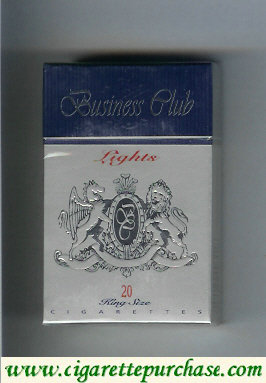 Business Club
Lights
20
King Size
CIGARETTES
www.cigarettepurchase.com